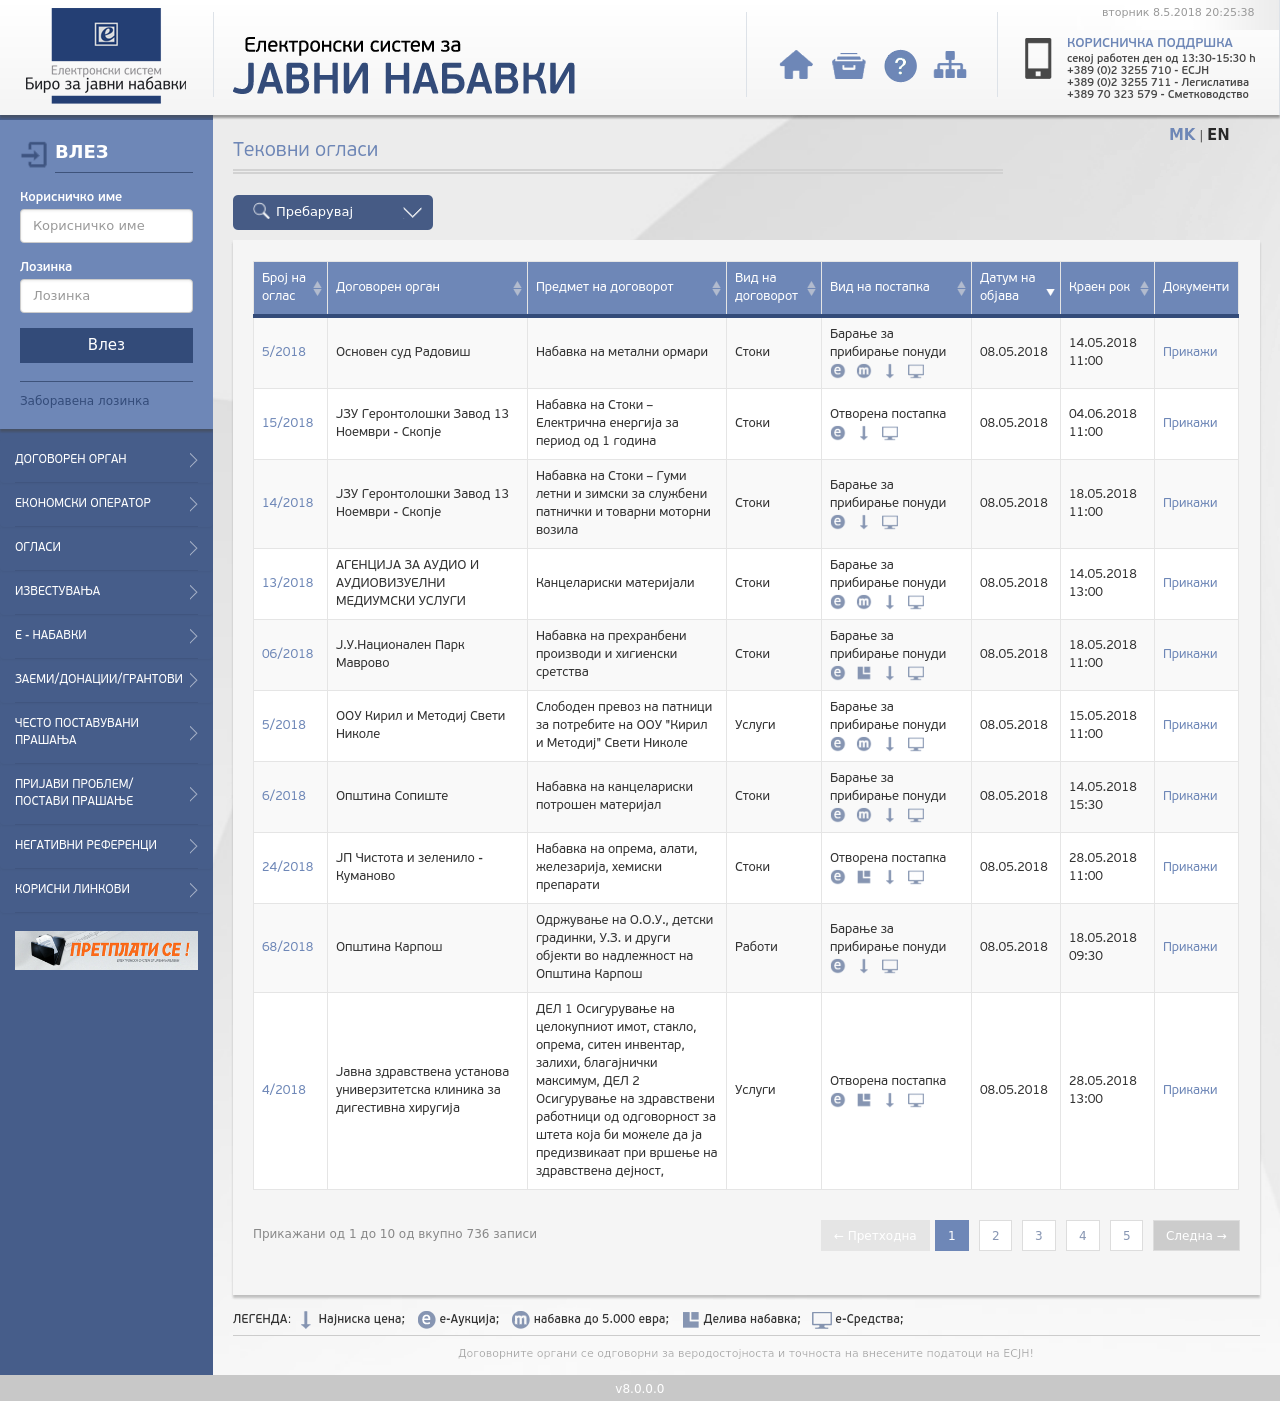 вторник 8.5.2018 20:25:38
Електронски систем
Биро за јавни набавки
Електронски систем за
ЈАВНИ НАБАВКИ
КОРИСНИЧКА ПОДДРШКА
секој работен ден од 13:30-15:30 h
+389 (0)2 3255 710 - ЕСЈН
+389 (0)2 3255 711 - Легислатива
+389 70 323 579 - Сметководство
МК | EN
ВЛЕЗ
Корисничко име
Корисничко име
Лозинка
Лозинка
Влез
Заборавена лозинка
ДОГОВОРЕН ОРГАН
ЕКОНОМСКИ ОПЕРАТОР
ОГЛАСИ
ИЗВЕСТУВАЊА
Е - НАБАВКИ
ЗАЕМИ/ДОНАЦИИ/ГРАНТОВИ
ЧЕСТО ПОСТАВУВАНИ
ПРАШАЊА
ПРИЈАВИ ПРОБЛЕМ/
ПОСТАВИ ПРАШАЊЕ
НЕГАТИВНИ РЕФЕРЕНЦИ
КОРИСНИ ЛИНКОВИ
ПРЕТПЛАТИ СЕ !
Тековни огласи
Пребарувај
Број на огласДоговорен орган Предмет на договорот Вид на договорот Вид на постапка Датум на објава Краен рок Документи
5/2018 Основен суд Радовиш Набавка на метални ормари Стоки Барање за прибирање понуди 08.05.2018 14.05.2018 11:00 Прикажи
15/2018 ЈЗУ Геронтолошки Завод 13 Ноември - Скопје Набавка на Стоки – Електрична енергија за период од 1 година Стоки Отворена постапка 08.05.2018 04.06.2018 11:00 Прикажи
14/2018 ЈЗУ Геронтолошки Завод 13 Ноември - Скопје Набавка на Стоки – Гуми летни и зимски за службени патнички и товарни моторни возила Стоки Барање за прибирање понуди 08.05.2018 18.05.2018 11:00 Прикажи
13/2018 АГЕНЦИЈА ЗА АУДИО И АУДИОВИЗУЕЛНИ МЕДИУМСКИ УСЛУГИ Канцелариски материјали Стоки Барање за прибирање понуди 08.05.2018 14.05.2018 13:00 Прикажи
06/2018 Ј.У.Национален Парк Маврово Набавка на прехранбени производи и хигиенски сретства Стоки Барање за прибирање понуди 08.05.2018 18.05.2018 11:00 Прикажи
5/2018 ООУ Кирил и Методиј Свети Николе Слободен превоз на патници за потребите на ООУ "Кирил и Методиј" Свети Николе Услуги Барање за прибирање понуди 08.05.2018 15.05.2018 11:00 Прикажи
6/2018 Општина Сопиште Набавка на канцелариски потрошен материјал Стоки Барање за прибирање понуди 08.05.2018 14.05.2018 15:30 Прикажи
24/2018 ЈП Чистота и зеленило - Куманово Набавка на опрема, алати, железарија, хемиски препарати Стоки Отворена постапка 08.05.2018 28.05.2018 11:00 Прикажи
68/2018 Општина Карпош Одржување на О.О.У., детски градинки, У.З. и други објекти во надлежност на Општина Карпош Работи Барање за прибирање понуди 08.05.2018 18.05.2018 09:30 Прикажи
4/2018 Јавна здравствена установа универзитетска клиника за дигестивна хиругија ДЕЛ 1 Осигурување на целокупниот имот, стакло, опрема, ситен инвентар, залихи, благајнички максимум, ДЕЛ 2 Осигурување на здравствени работници од одговорност за штета која би можеле да ја предизвикаат при вршење на здравствена дејност, Услуги Отворена постапка 08.05.2018 28.05.2018 13:00 Прикажи
Прикажани од 1 до 10 од вкупно 736 записи
← Претходна 1 2 3 4 5 Следна →
ЛЕГЕНДА: Најниска цена; е-Аукција; набавка до 5.000 евра; Делива набавка; е-Средства;
Договорните органи се одговорни за веродостојноста и точноста на внесените податоци на ЕСЈН!
v8.0.0.0